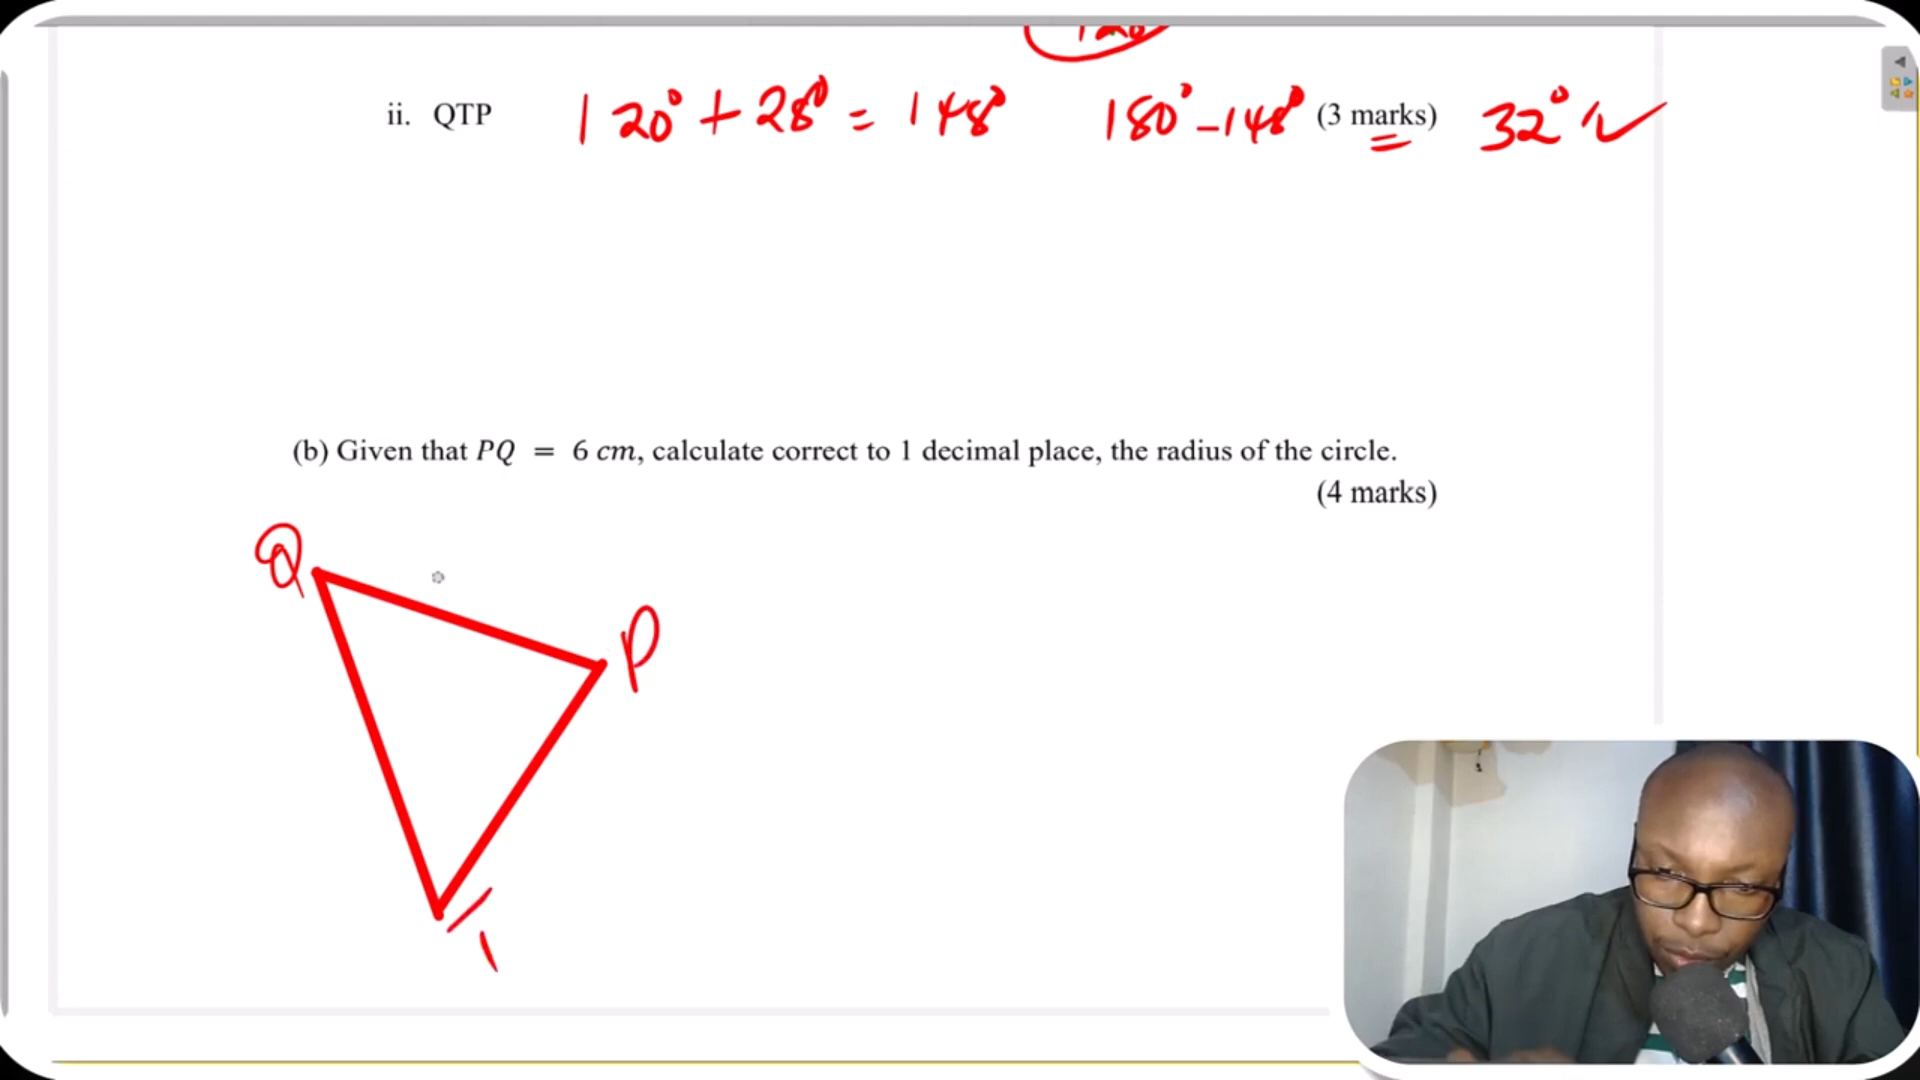 ii. QTP 120° + 28° = 148° 180° - 148° (3 marks) 32°
(b) Given that PQ = 6 cm, calculate correct to 1 decimal place, the radius of the circle.
(4 marks)
Q
P